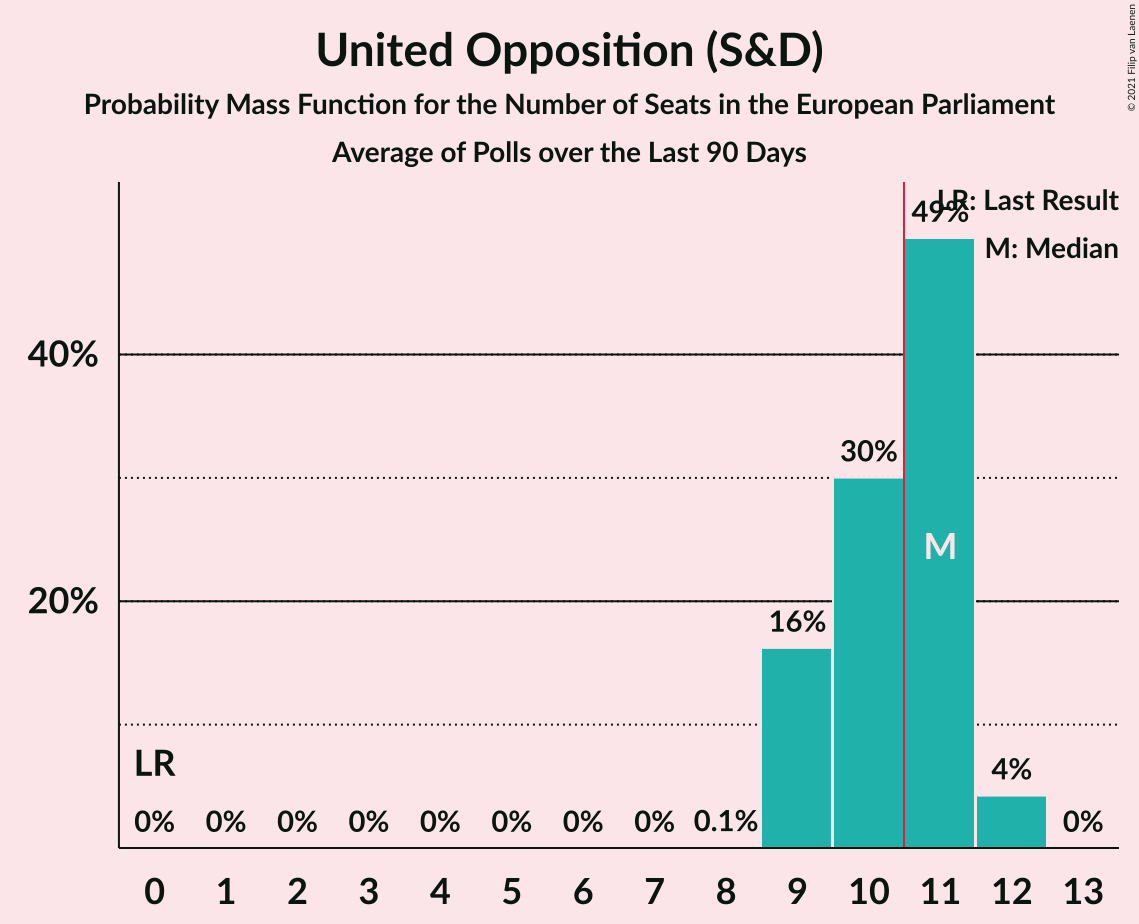 United Opposition (S&D)
Probability Mass Function for the Number of Seats in the European Parliament
Average of Polls over the Last 90 Days
© 2021 Filip van Laenen
LR: Last Result
M: Median
49%
40%
30%
M
20%
16%
LR
4%
0% 0% 0% 0% 0% 0% 0% 0% 0.1% 0%
0 1 2 3 4 5 6 7 8 9 10 11 12 13